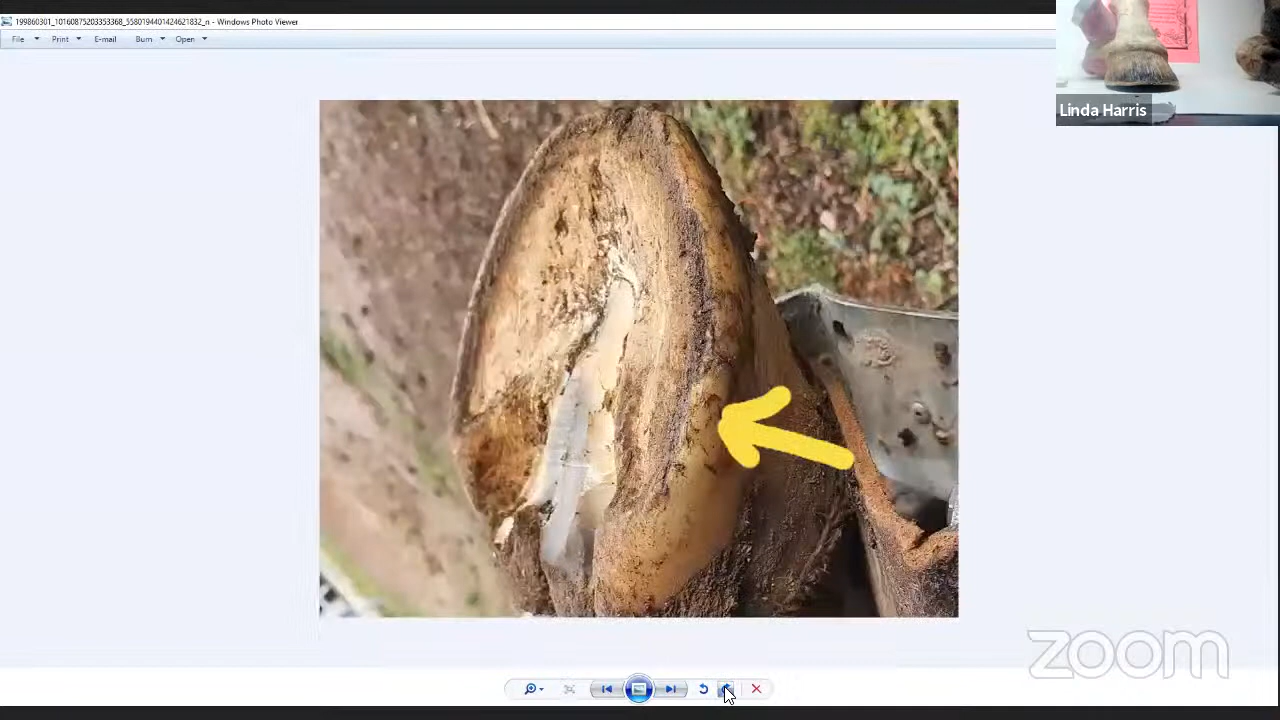 199860301_10160875203353368_5580194401424621832_n - Windows Photo Viewer
File Print E-mail Burn Open
Linda Harris
zoom